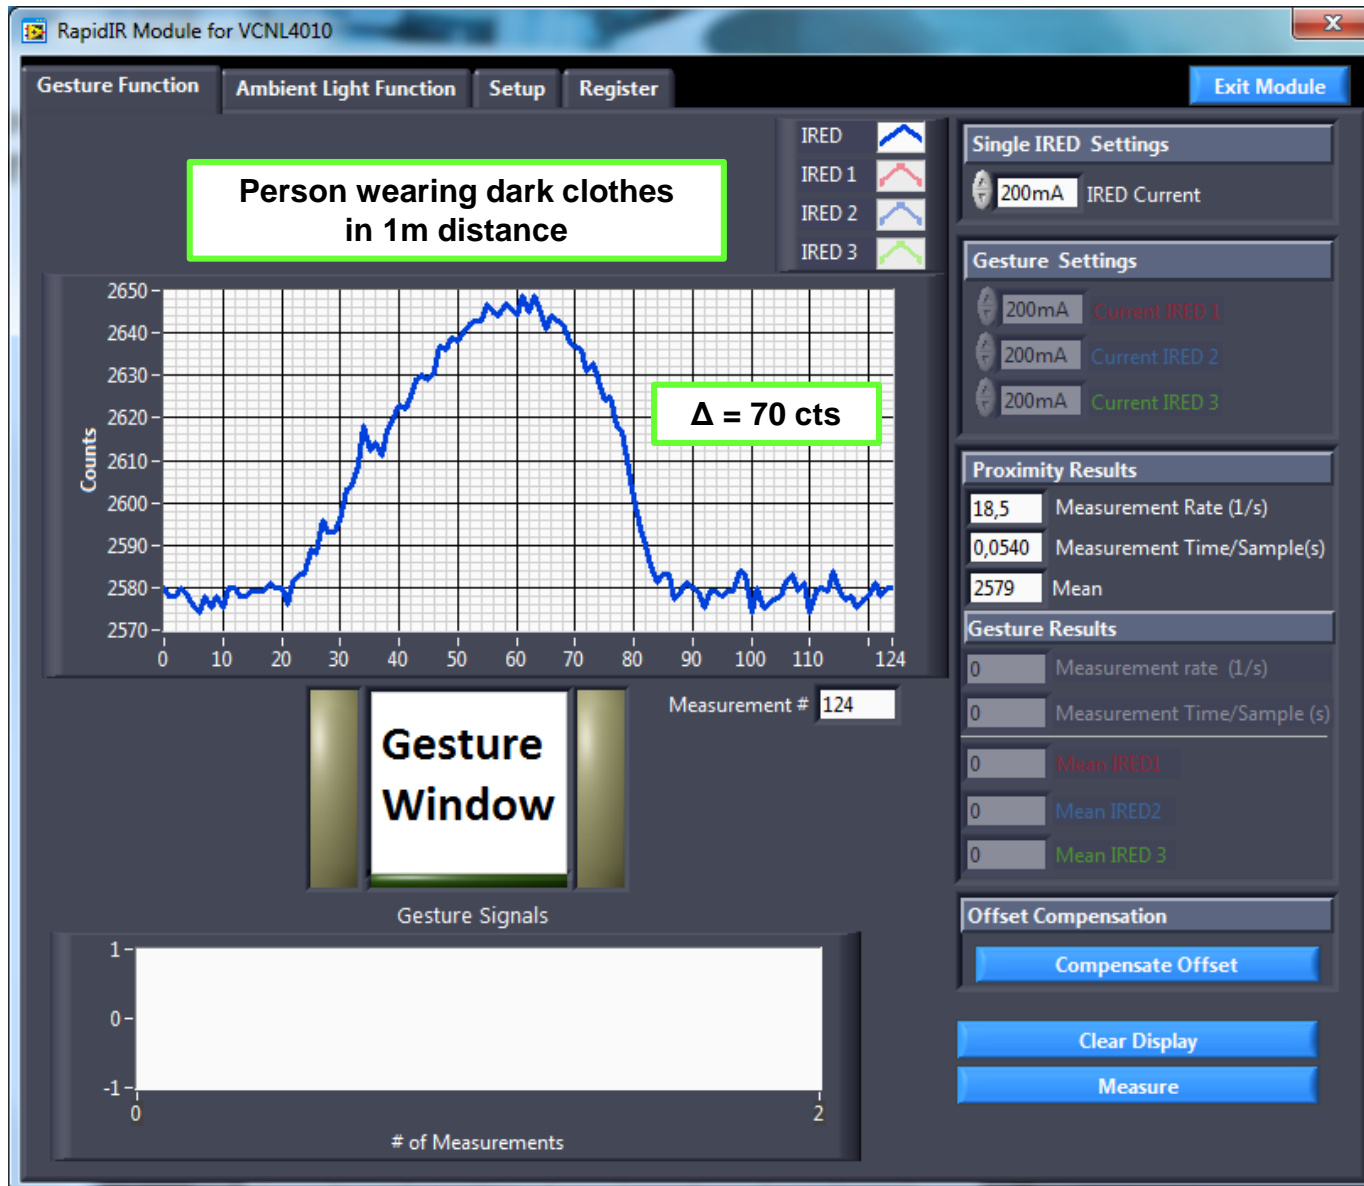 RapidIR Module for VCNL4010
X
Gesture Function
Ambient Light Function
Setup
Register
Exit Module
Person wearing dark clothes
in 1m distance
IRED
IRED 1
IRED 2
IRED 3
Counts
2650
2640
2630
2620
2610
2600
2590
2580
2570
0 10 20 30 40 50 60 70 80 90 100 110 124
Δ = 70 cts
Measurement # 124
Gesture
Window
Gesture Signals
1
0
-1
0 2
# of Measurements
Single IRED Settings
200mA IRED Current
Gesture Settings
200mA Current IRED 1
200mA Current IRED 2
200mA Current IRED 3
Proximity Results
18,5 Measurement Rate (1/s)
0,0540 Measurement Time/Sample(s)
2579 Mean
Gesture Results
0 Measurement rate (1/s)
0 Measurement Time/Sample (s)
0 Mean IRED1
0 Mean IRED2
0 Mean IRED 3
Offset Compensation
Compensate Offset
Clear Display
Measure